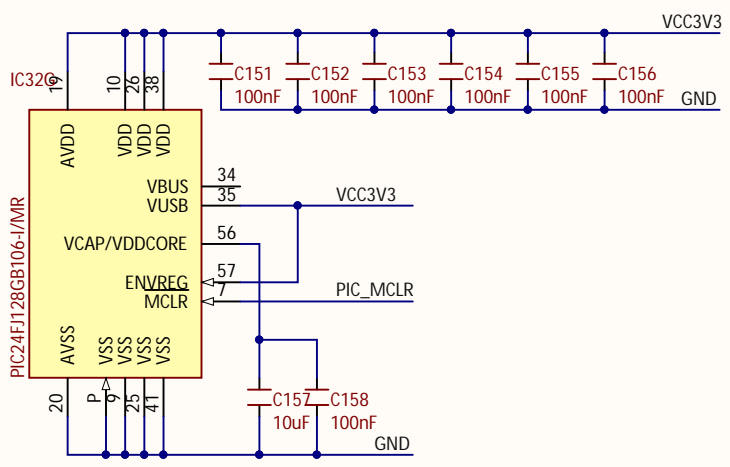 VCC3V3
IC32G
19
10
26
38
C151
100nF
C152
100nF
C153
100nF
C154
100nF
C155
100nF
C156
100nF
GND
AVDD
VDD
VDD
VDD
VBUS
34
VUSB
35
VCC3V3
VCAP/VDDCORE
56
ENVREG
57
MCLR
7
PIC_MCLR
PIC24FJ128GB106-I/MR
AVSS
VSS
VSS
VSS
VSS
20
P
9
25
41
C157
10uF
C158
100nF
GND